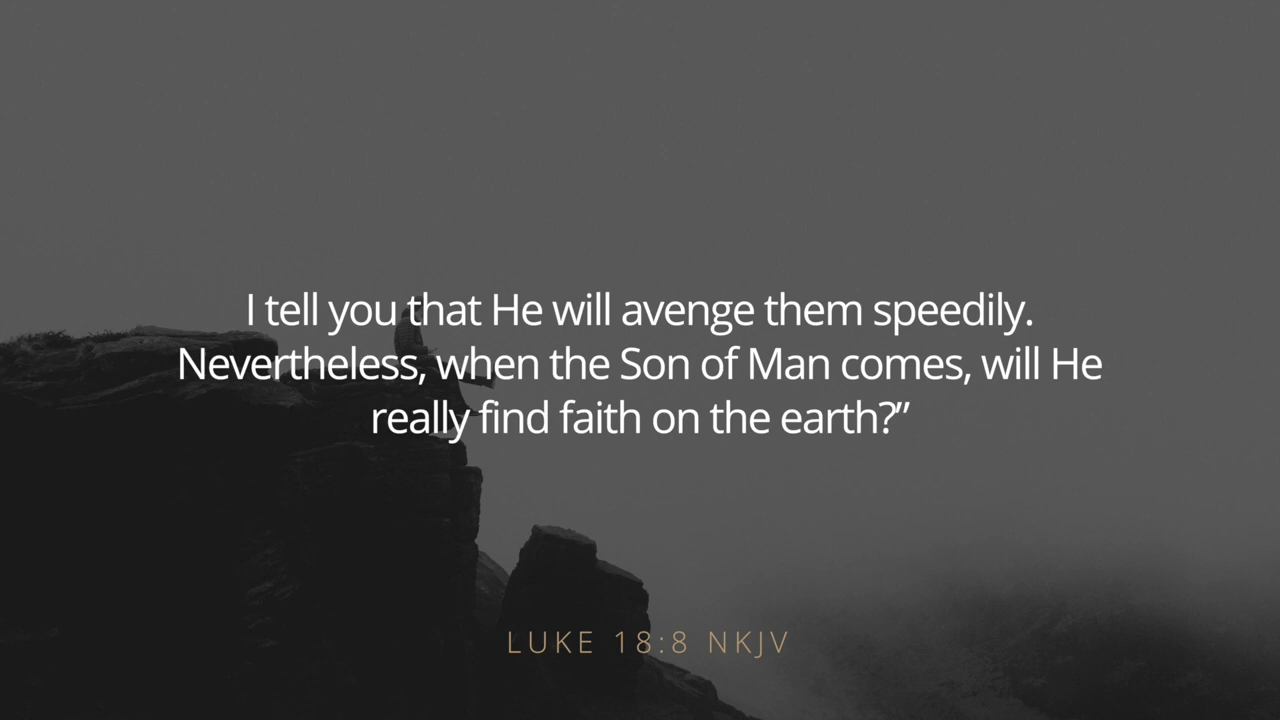 I tell you that He will avenge them speedily.
Nevertheless, when the Son of Man comes, will He
really find faith on the earth?”
LUKE 18:8 NKJV